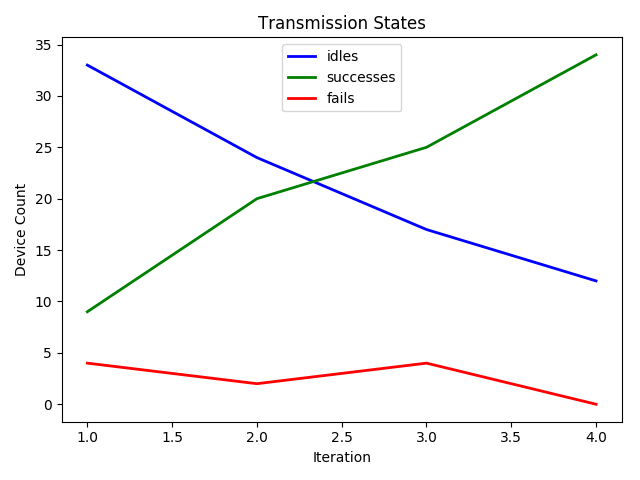 Transmission States
idles
successes
fails
Device Count
35
30
25
20
15
10
5
0
1.0 1.5 2.0 2.5 3.0 3.5 4.0
Iteration